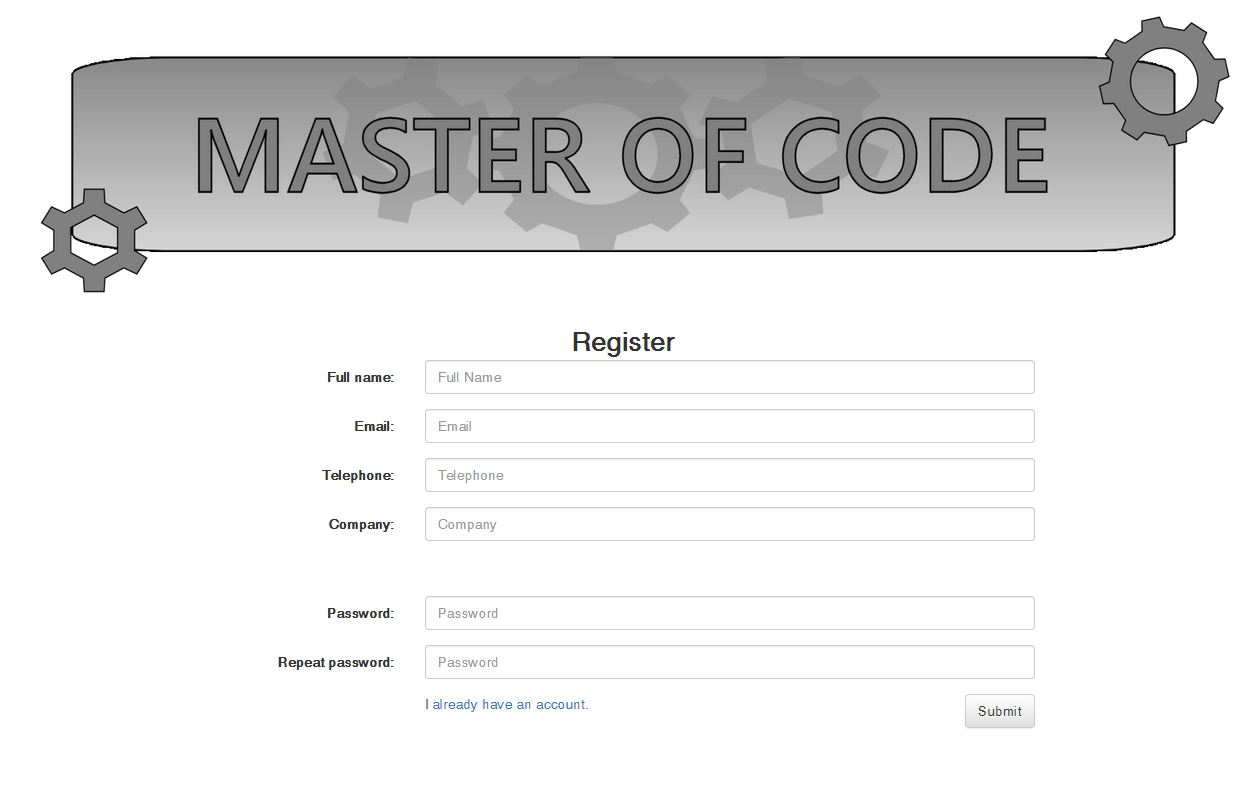 MASTER OF CODE
Register
Full name: Full Name
Email: Email
Telephone: Telephone
Company: Company
Password: Password
Repeat password: Password
I already have an account. Submit